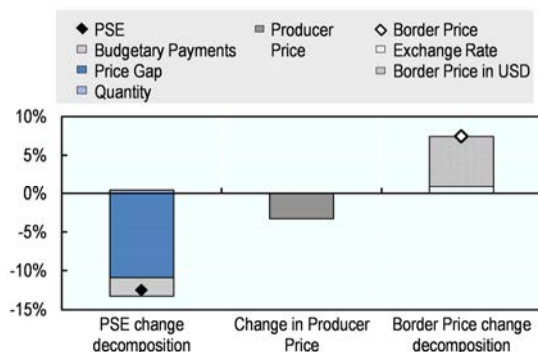 PSE
Budgetary Payments
Price Gap
Quantity
Producer
Price
Border Price
Exchange Rate
Border Price in USD
10%
5%
0%
-5%
-10%
-15%
PSE change
decomposition
Change in Producer
Price
Border Price change
decomposition